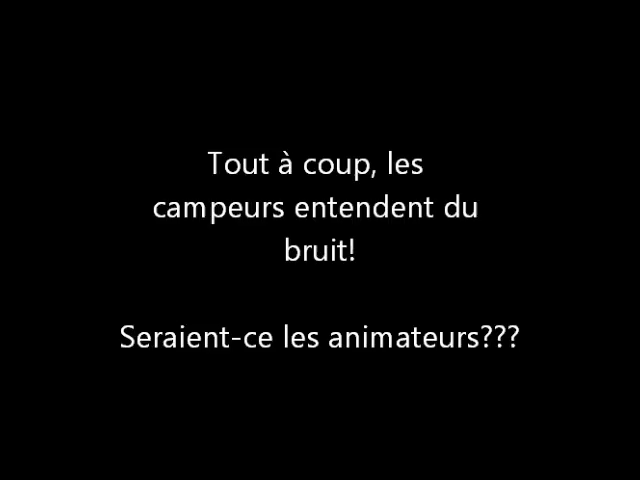 Tout à coup, les
campeurs entendent du
bruit!
Seraient-ce les animateurs???